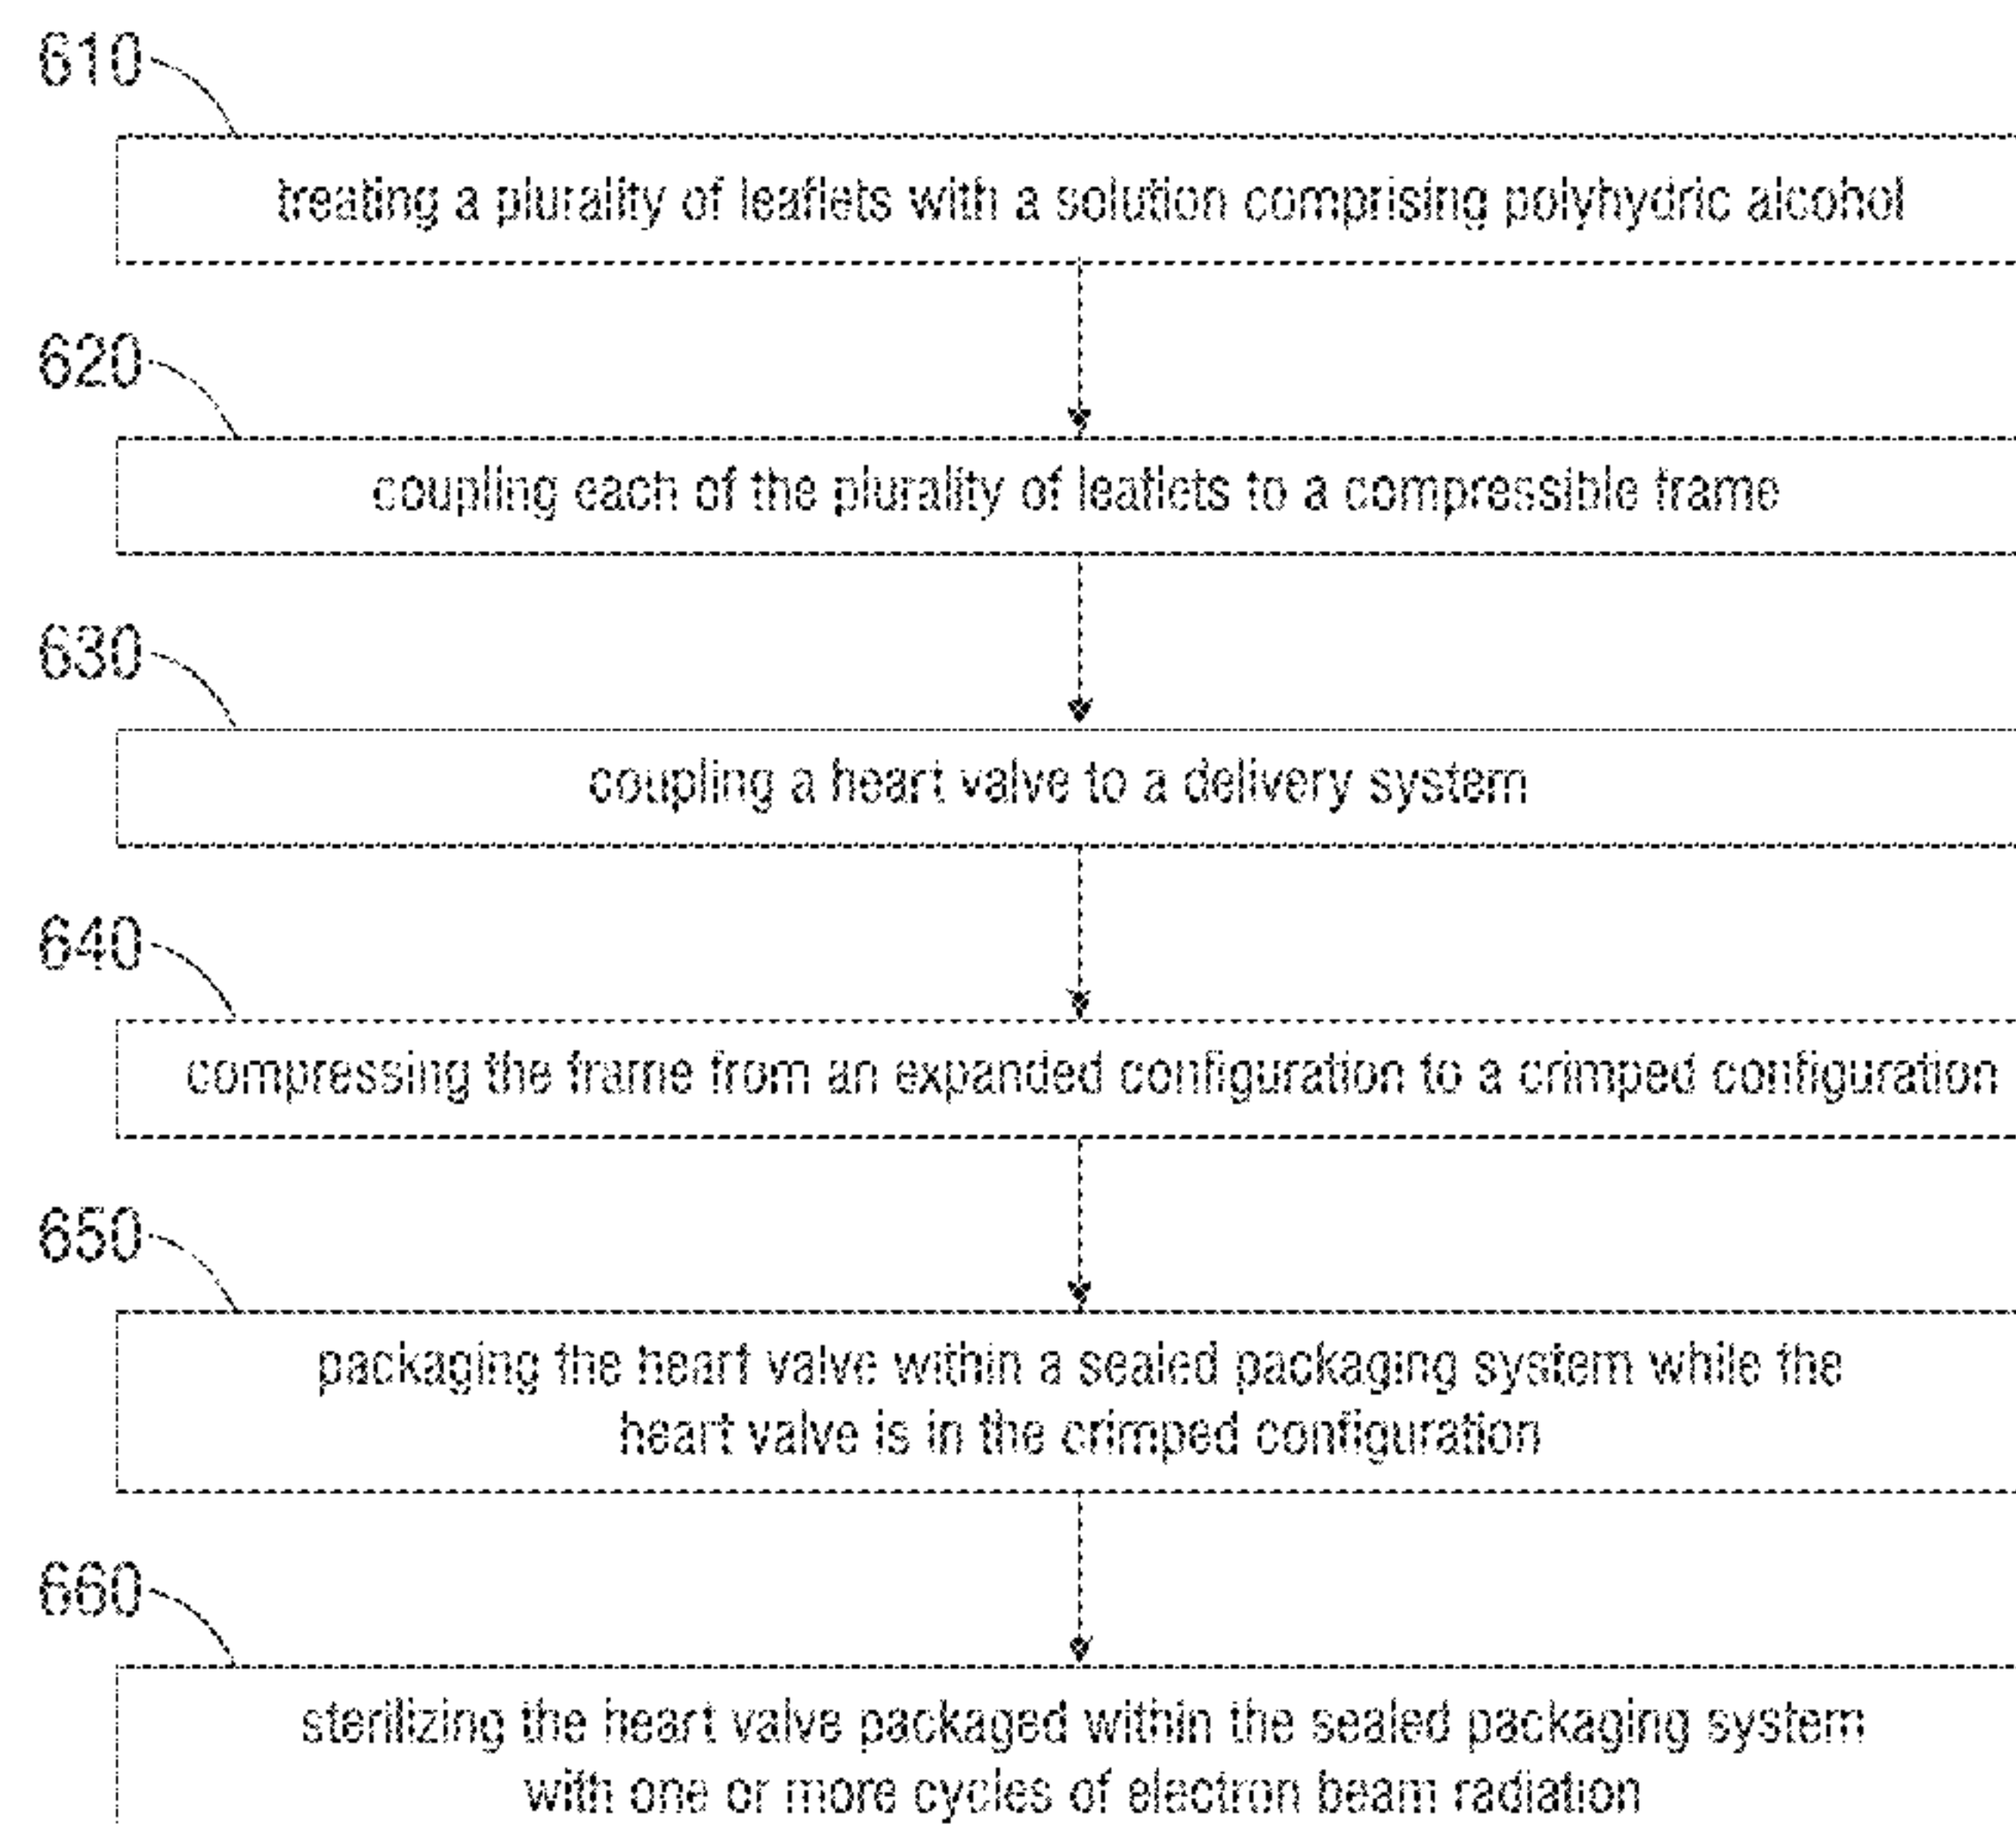 610
treating a plurality of leaflets with a solution comprising polyhydric alcohol
620
coupling each of the plurality of leaflets to a compressible frame
630
coupling a heart valve to a delivery system
640
compressing the frame from an expanded configuration to a crimped configuration
650
packaging the heart valve within a sealed packaging system while the
heart valve is in the crimped configuration
660
sterilizing the heart valve packaged within the sealed packaging system
with one or more cycles of electron beam radiation